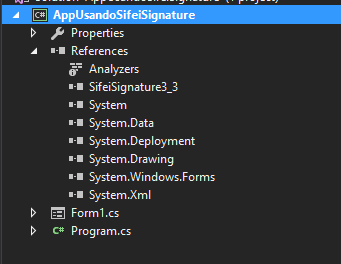 AppUsandoSifeiSignature
Properties
References
Analyzers
SifeiSignature3_3
System
System.Data
System.Deployment
System.Drawing
System.Windows.Forms
System.Xml
Form1.cs
C# Program.cs